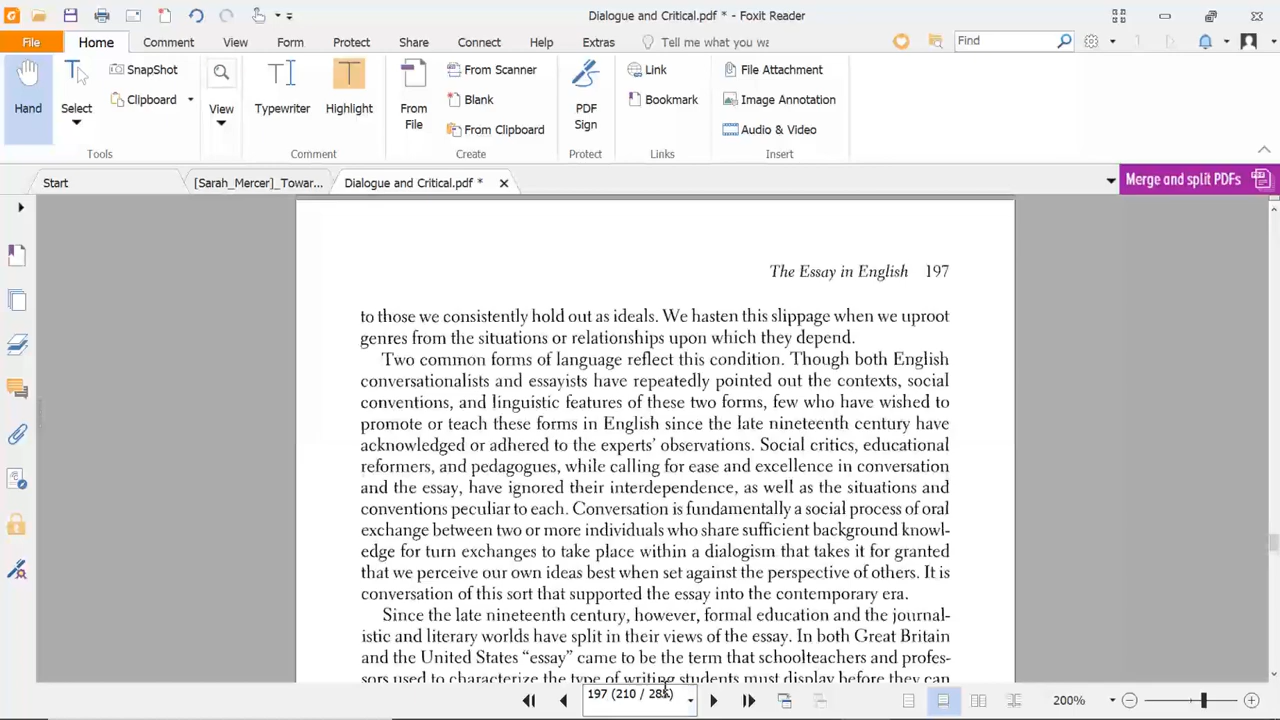 Dialogue and Critical.pdf * - Foxit Reader
File Home Comment View Form Protect Share Connect Help Extras Tell me what you wa Find
Hand
Select
SnapShot
Clipboard
Tools
View
Typewriter
Highlight
Comment
From
File
From Scanner
Blank
From Clipboard
Create
PDF
Sign
Protect
Link
Bookmark
Links
File Attachment
Image Annotation
Audio & Video
Insert
Start [Sarah_Mercer]_Towar... Dialogue and Critical.pdf * Merge and split PDFs
The Essay in English 197
to those we consistently hold out as ideals. We hasten this slippage when we uproot
genres from the situations or relationships upon which they depend.
Two common forms of language reflect this condition. Though both English
conversationalists and essayists have repeatedly pointed out the contexts, social
conventions, and linguistic features of these two forms, few who have wished to
promote or teach these forms in English since the late nineteenth century have
acknowledged or adhered to the experts' observations. Social critics, educational
reformers, and pedagogues, while calling for ease and excellence in conversation
and the essay, have ignored their interdependence, as well as the situations and
conventions peculiar to each. Conversation is fundamentally a social process of oral
exchange between two or more individuals who share sufficient background knowl-
edge for turn exchanges to take place within a dialogism that takes it for granted
that we perceive our own ideas best when set against the perspective of others. It is
conversation of this sort that supported the essay into the contemporary era.
Since the late nineteenth century, however, formal education and the journal-
istic and literary worlds have split in their views of the essay. In both Great Britain
and the United States "essay" came to be the term that schoolteachers and profes-
sors used to characterize the type of writing students must display before they can
197 (210 /
200%